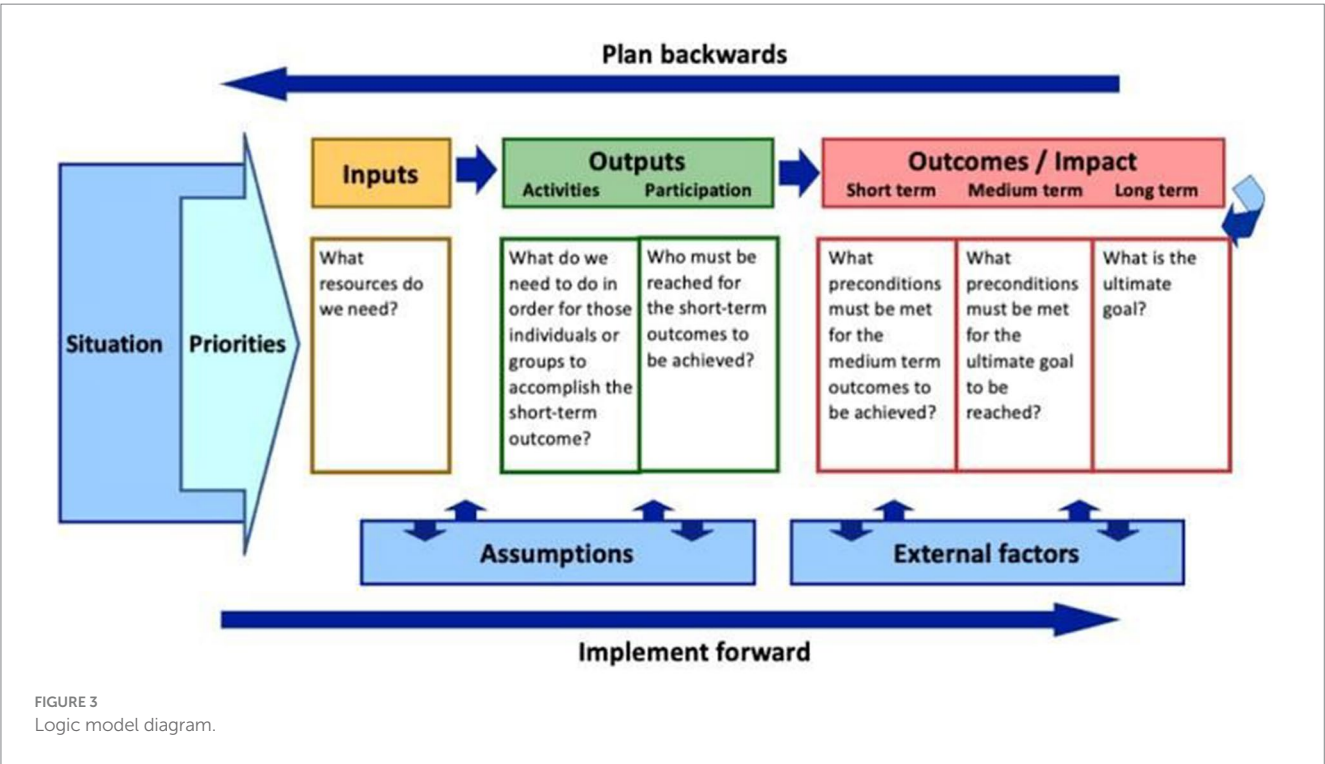 Plan backwards
Inputs
Outputs
Activities Participation
Outcomes / Impact
Short term Medium term Long term
Situation
Priorities
What
resources do
we need?
What do we
need to do in
order for those
individuals or
groups to
accomplish the
short-term
outcome?
Who must be
reached for
the short-term
outcomes to
be achieved?
What
preconditions
must be met
for the
medium term
outcomes to
be achieved?
What
preconditions
must be met
for the
ultimate goal
to be
reached?
What is the
ultimate
goal?
Assumptions
External factors
Implement forward
FIGURE 3
Logic model diagram.